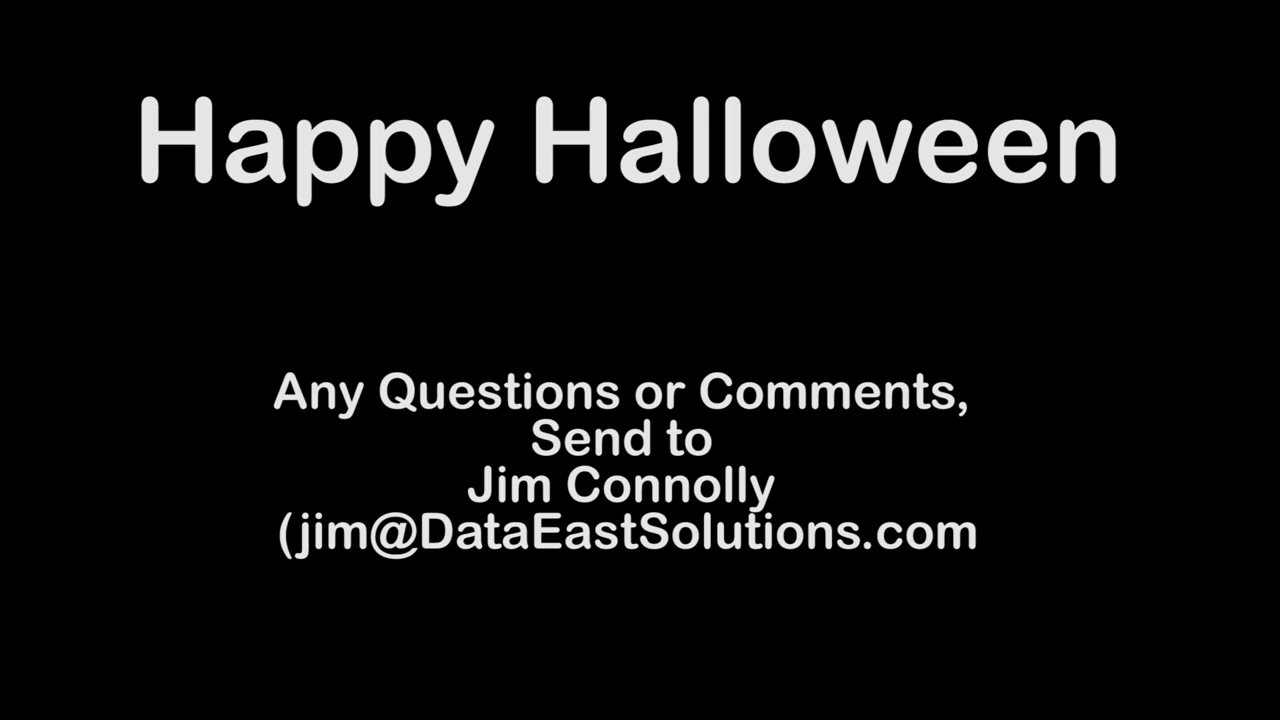 Happy Halloween
Any Questions or Comments,
Send to
Jim Connolly
(jim@DataEastSolutions.com